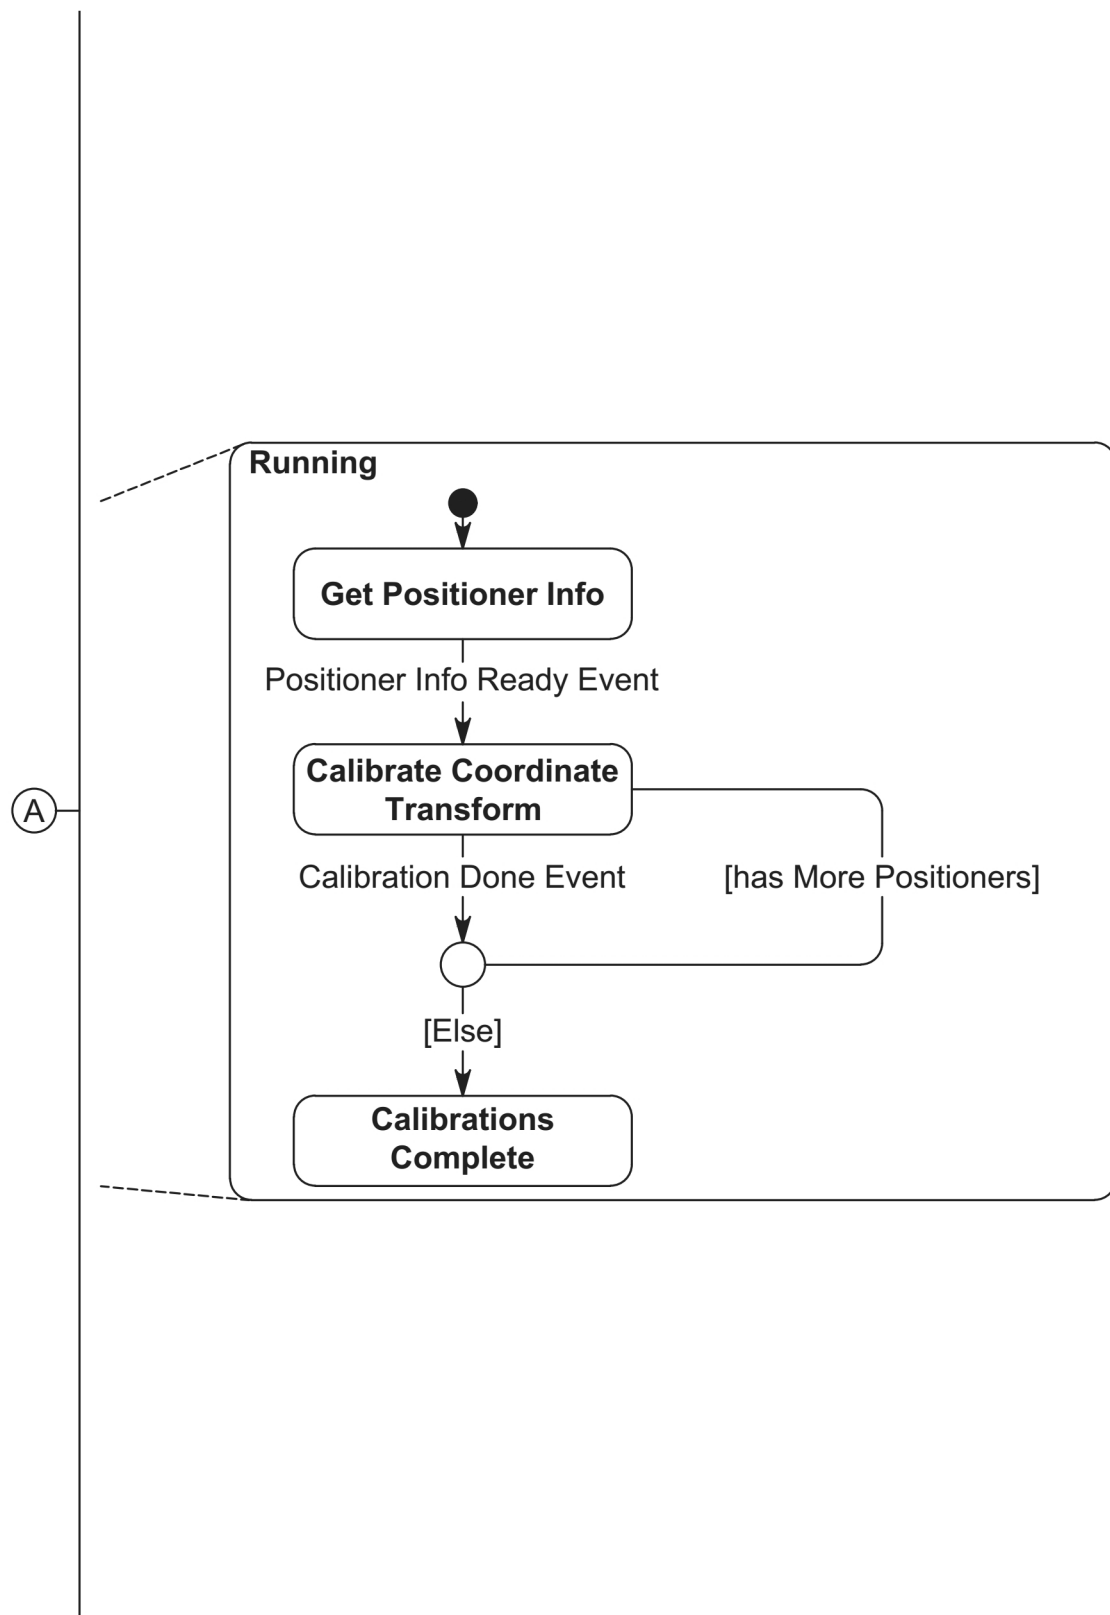 Running
Get Positioner Info
Positioner Info Ready Event
Calibrate Coordinate
Transform
A
Calibration Done Event
[has More Positioners]
[Else]
Calibrations
Complete